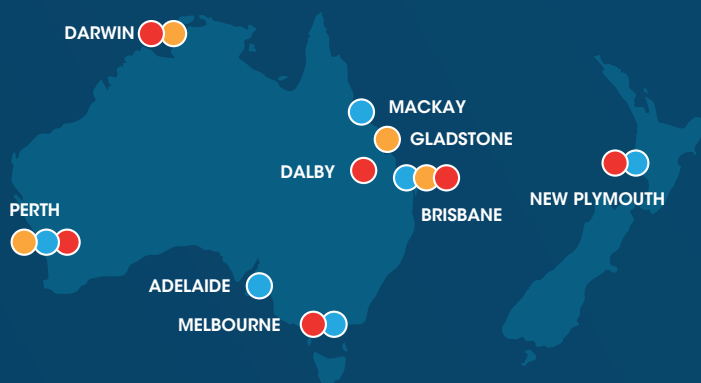 DARWIN
MACKAY
GLADSTONE
DALBY
NEW PLYMOUTH
PERTH
BRISBANE
ADELAIDE
MELBOURNE